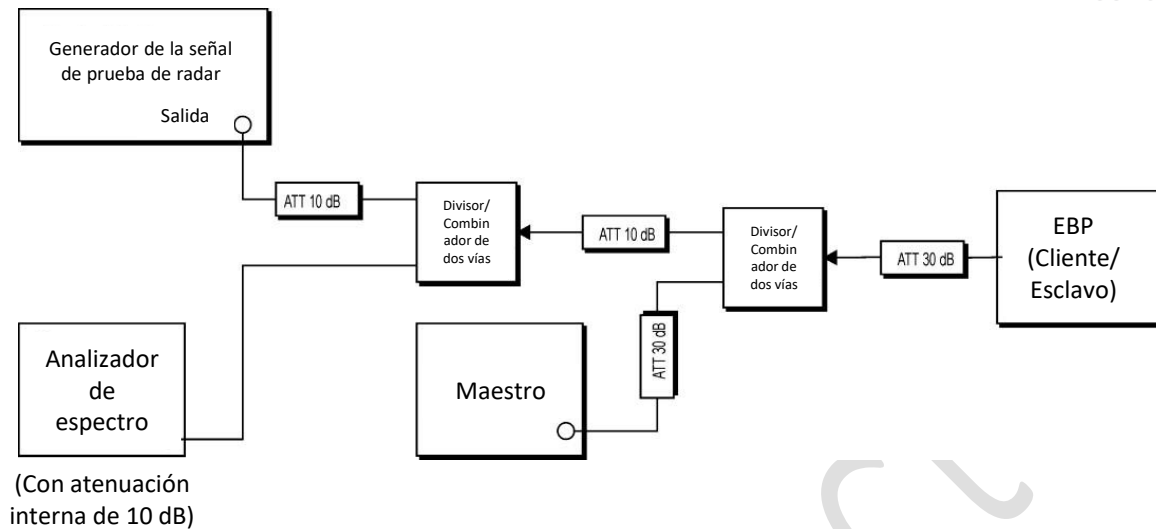 Generador de la señal
de prueba de radar
Salida
ATT 10 dB
Divisor/
Combin
ador de
dos vías
ATT 10 dB
Divisor/
Combin
ador de
dos vías
ATT 30 dB
EBP
(Cliente/
Esclavo)
Analizador
de
espectro
Maestro
ATT 30 dB
(Con atenuación
interna de 10 dB)